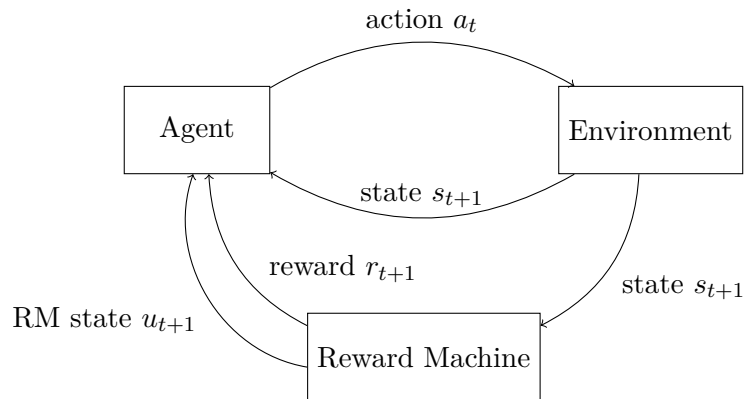 action a_t
Agent
Environment
state s_{t+1}
reward r_{t+1}
state s_{t+1}
RM state u_{t+1}
Reward Machine